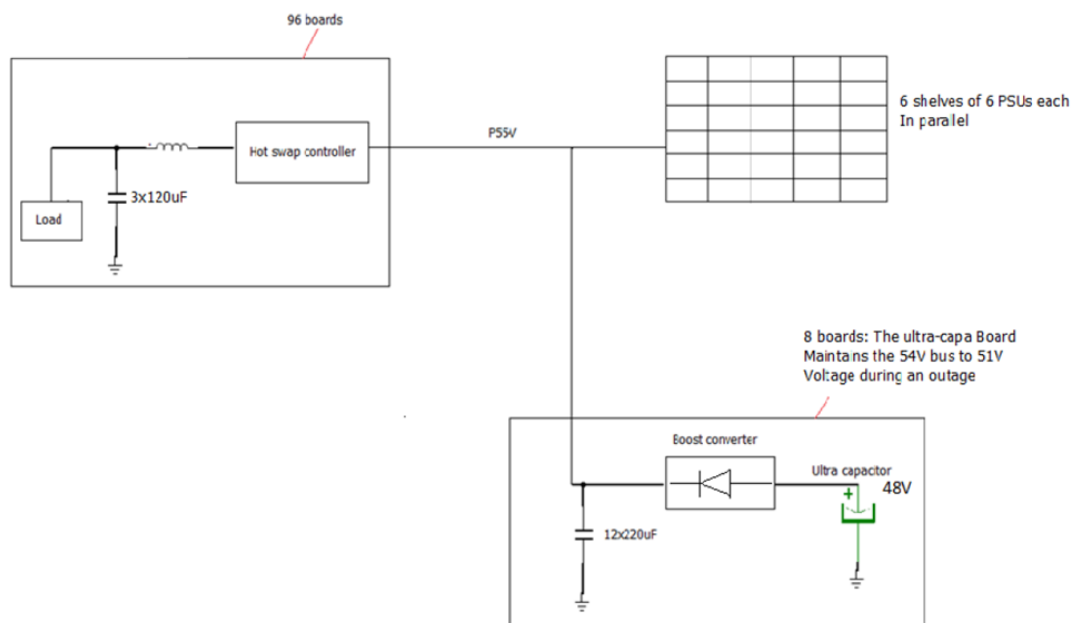 96 boards
6 shelves of 6 PSUs each
In parallel
P55V
Hot swap controller
3x120uF
Load
8 boards: The ultra-capa Board
Maintains the 54V bus to 51V
Voltage during an outage
Boost converter
Ultra capacitor
+
48V
12x220uF